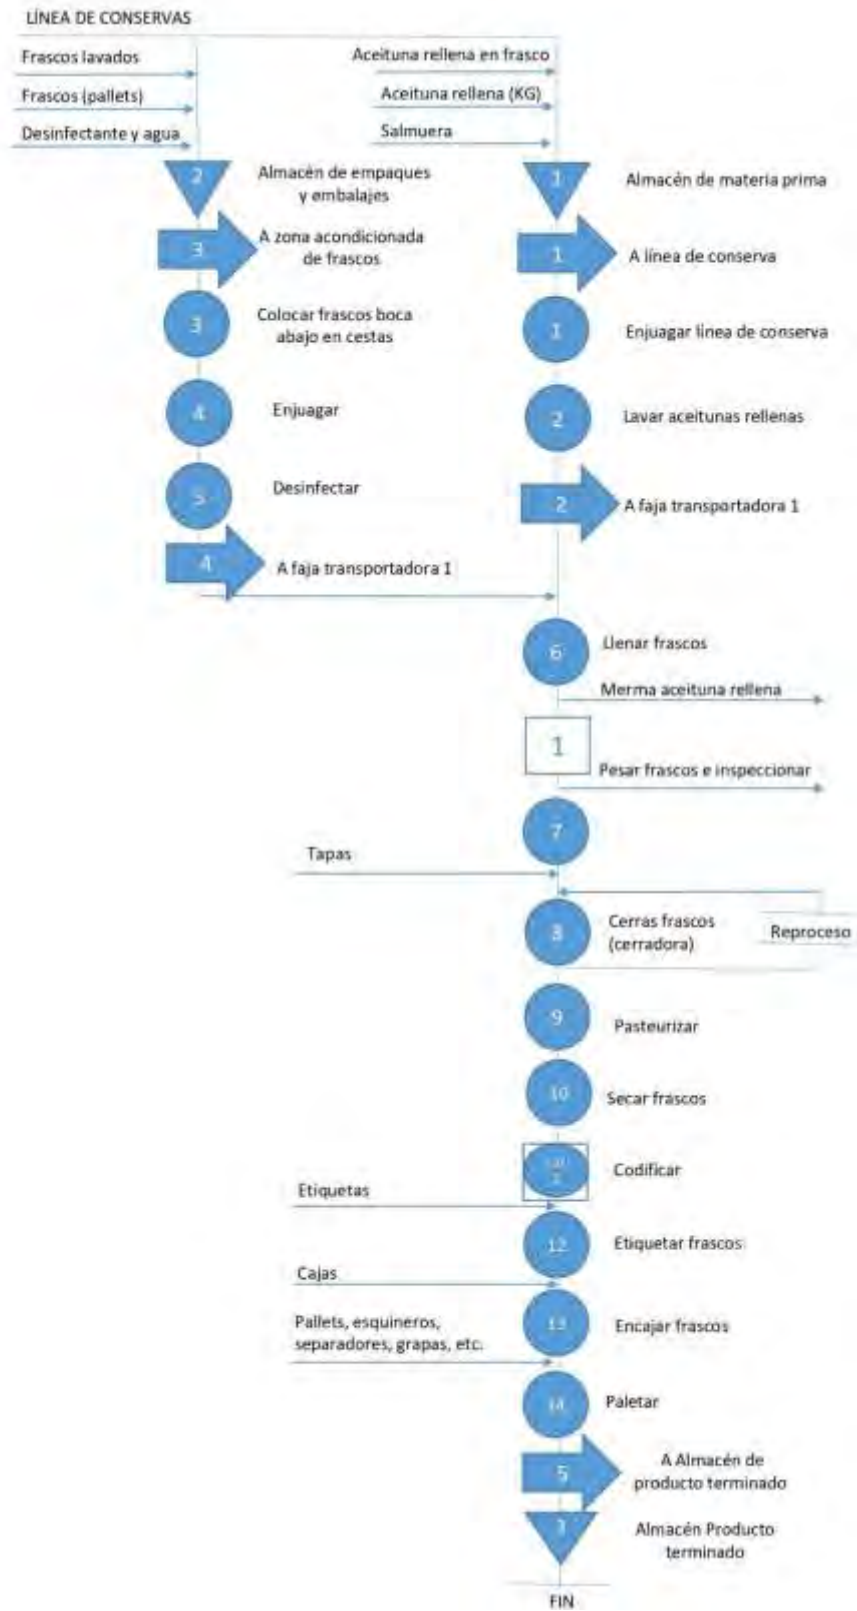 LÍNEA DE CONSERVAS
Frascos lavados
Frascos (pallets)
Desinfectante y agua
Aceituna rellena en frasco
Aceituna rellena (KG)
Salmuera
2
Almacén de empaques
y embalajes
3
A zona acondicionada
de frascos
3
Colocar frascos boca
abajo en cestas
4
Enjuagar
5
Desinfectar
4
A faja transportadora 1
1
Almacén de materia prima
1
A línea de conserva
1
Enjuagar línea de conserva
2
Lavar aceitunas rellenas
2
A faja transportadora 1
6
Llenar frascos
Merma aceituna rellena
1
Pesar frascos e inspeccionar
7
Tapas
8
Cerras frascos
(cerradora)
Reproceso
9
Pasteurizar
10
Secar frascos
Codificar
Etiquetas
12
Etiquetar frascos
Cajas
13
Encajar frascos
Pallets, esquineros,
separadores, grapas, etc.
14
Paletar
5
A Almacén de
producto terminado
3
Almacén Producto
terminado
FIN